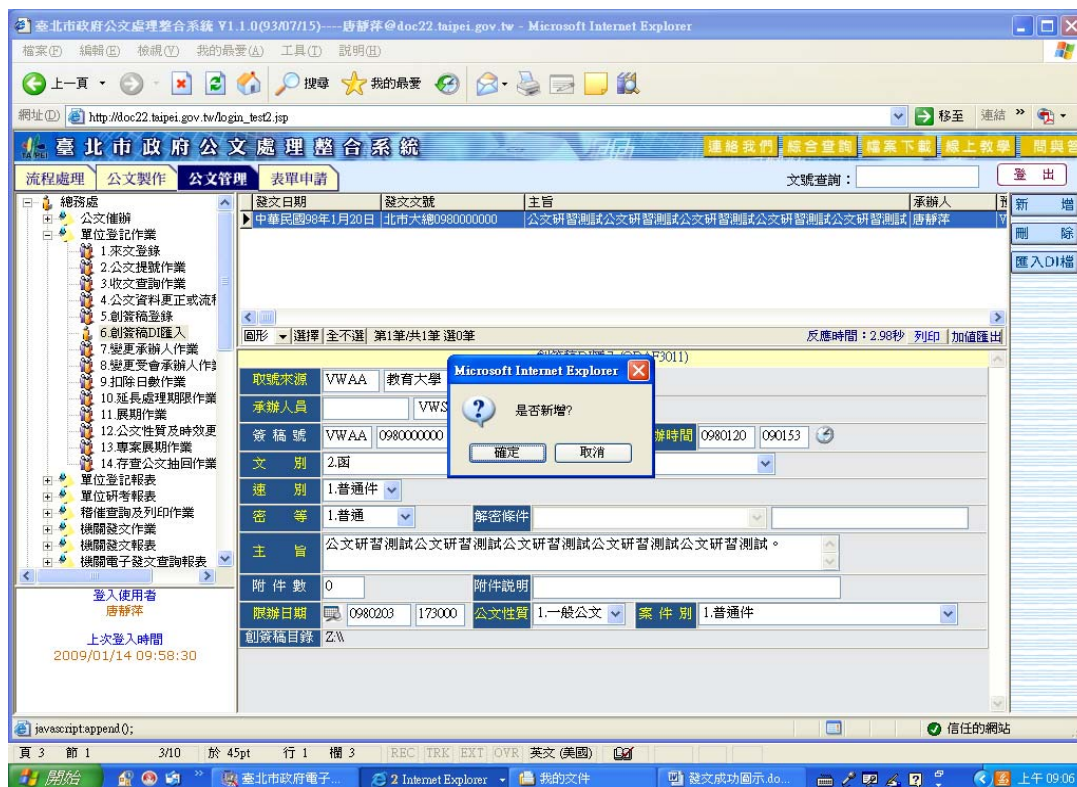 臺北市政府公文處理整合系統 V1.1.0(93/07/15)----唐靜萍@doc22.taipei.gov.tw - Microsoft Internet Explorer
檔案(F) 編輯(E) 檢視(V) 我的最愛(A) 工具(T) 說明(H)
上一頁 搜尋 我的最愛
網址(D) http://doc22.taipei.gov.tw/login_test2.jsp 移至 連結 »
臺北市政府公文處理整合系統 連絡我們 綜合查詢 檔案下載 線上教學 問與答
流程處理 公文製作 公文管理 表單申請 文號查詢： 登 出
總務處
公文催辦
單位登記作業
1.來文登錄
2.公文提號作業
3.收文查詢作業
4.公文資料更正或流程
5.創簽稿登錄
6.創簽稿DI匯入
7.變更承辦人作業
8.變更受會承辦人作業
9.扣除日數作業
10.延長處理期限作業
11.展期作業
12.公文性質及時效更
13.專案展期作業
14.存查公文抽回作業
單位登記報表
單位研考報表
稽催查詢及列印作業
機關發文作業
機關發文報表
機關電子發文查詢報表
登入使用者
唐靜萍
上次登入時間
2009/01/14 09:58:30
發文日期 發文文號 主旨 承辦人
中華民國98年1月20日 北市大總0980000000 公文研習測試公文研習測試公文研習測試公文研習測試公文研習測試 唐靜萍 V
新 增
刪 除
匯入DI檔
圖形 選擇 全不選 第1筆/共1筆 選0筆 反應時間：2.98秒 列印 加值匯出
取號來源 VWAA 教育大學
承辦人員 VWS
簽稿號 VWAA 0980000000 辦時間 0980120 090153
文 別 2.函
速 別 1.普通件
密 等 1.普通 解密條件
主 旨 公文研習測試公文研習測試公文研習測試公文研習測試公文研習測試。
附件數 0 附件說明
限辦日期 0980203 173000 公文性質 1.一般公文 案件別 1.普通件
創簽稿目錄 Z:\\
Microsoft Internet Explorer
是否新增?
確定 取消
javascript:append(); 信任的網站
頁 3 節 1 3/10 於 45pt 行 1 欄 3 REC TRK EXT OVR 英文 (美國)
開始 » 臺北市政府電子... 2 Internet Explorer 我的文件 發文成功圖示.do... 上午 09:06